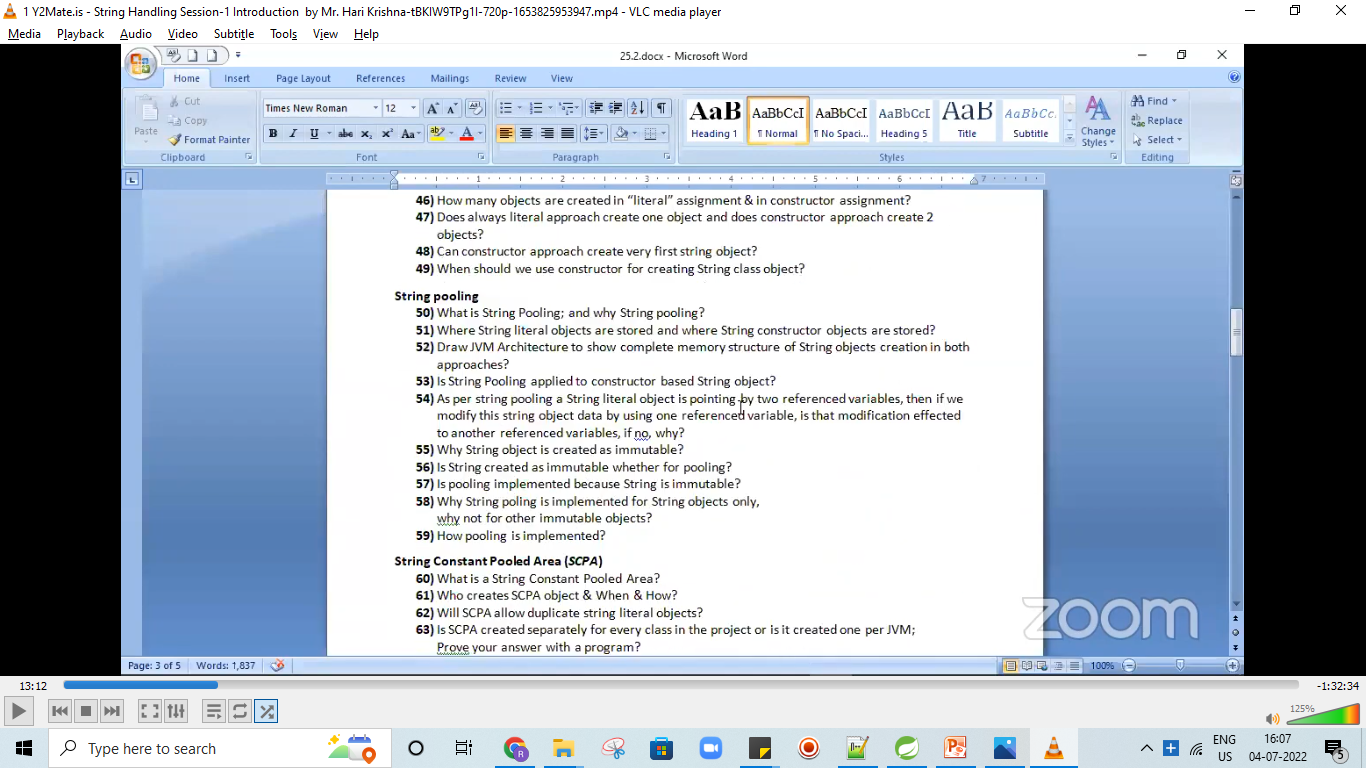 1 Y2Mate.is - String Handling Session-1 Introduction by Mr. Hari Krishna-tBKlW9TPg1I-720p-1653825953947.mp4 - VLC media player
Media Playback Audio Video Subtitle Tools View Help
25.2.docx - Microsoft Word
Home Insert Page Layout References Mailings Review View
Paste
Cut
Copy
Format Painter
Clipboard
Times New Roman 12
Font
Paragraph
AaB AaBbCcI AaBbCcI AaBbCcI AaB AaBbCc.
Heading 1 ¶ Normal ¶ No Spaci... Heading 5 Title Subtitle
Change Styles
Styles
Find
Replace
Select
Editing
1 2 3 4 5 6 7
46) How many objects are created in “literal” assignment & in constructor assignment?
47) Does always literal approach create one object and does constructor approach create 2
objects?
48) Can constructor approach create very first string object?
49) When should we use constructor for creating String class object?
String pooling
50) What is String Pooling; and why String pooling?
51) Where String literal objects are stored and where String constructor objects are stored?
52) Draw JVM Architecture to show complete memory structure of String objects creation in both
approaches?
53) Is String Pooling applied to constructor based String object?
54) As per string pooling a String literal object is pointing by two referenced variables, then if we
modify this string object data by using one referenced variable, is that modification effected
to another referenced variables, if no, why?
55) Why String object is created as immutable?
56) Is String created as immutable whether for pooling?
57) Is pooling implemented because String is immutable?
58) Why String poling is implemented for String objects only,
why not for other immutable objects?
59) How pooling is implemented?
String Constant Pooled Area (SCPA)
60) What is a String Constant Pooled Area?
61) Who creates SCPA object & When & How?
62) Will SCPA allow duplicate string literal objects?
63) Is SCPA created separately for every class in the project or is it created one per JVM;
Prove your answer with a program?
zoom
Page: 3 of 5 Words: 1,837 100%
13:12 -1:32:34
125%
Type here to search
ENG
US
16:07
04-07-2022
5